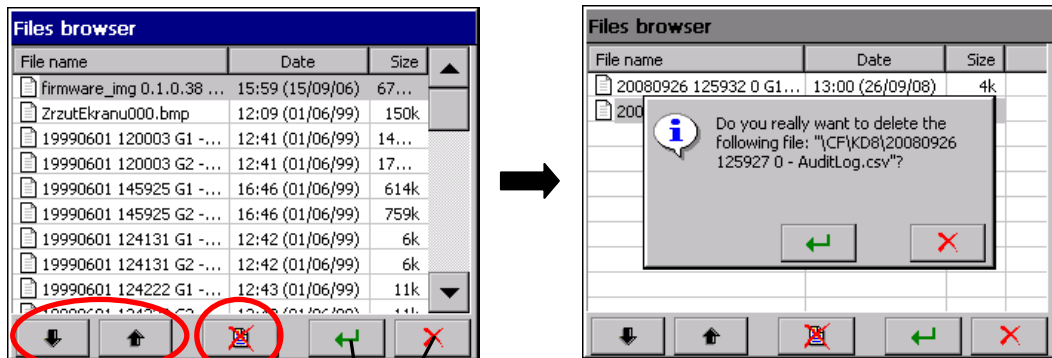 Files browser
File name Date Size
firmware_img 0.1.0.38 ... 15:59 (15/09/06) 67...
ZrzutEkranu000.bmp 12:09 (01/06/99) 150k
19990601 120003 G1 -... 12:41 (01/06/99) 14...
19990601 120003 G2 -... 12:41 (01/06/99) 17...
19990601 145925 G1 -... 16:46 (01/06/99) 614k
19990601 145925 G2 -... 16:46 (01/06/99) 759k
19990601 124131 G1 -... 12:42 (01/06/99) 6k
19990601 124131 G2 -... 12:42 (01/06/99) 6k
19990601 124222 G1 -... 12:43 (01/06/99) 11k
Files browser
File name Date Size
20080926 125932 0 G1... 13:00 (26/09/08) 4k
200
Do you really want to delete the
following file: "\CF\KD8\20080926
125927 0 - AuditLog.csv"?